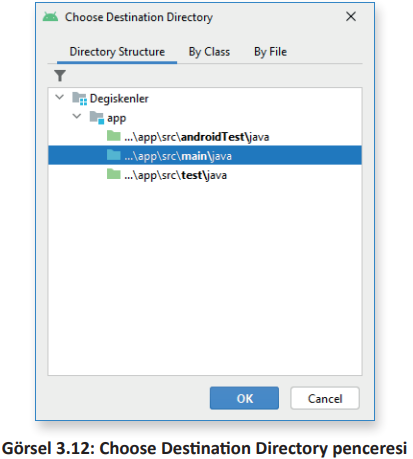 Choose Destination Directory
Directory Structure By Class By File
Degiskenler
app
...\app\src\androidTest\java
...\app\src\main\java
...\app\src\test\java
OK Cancel
Görsel 3.12: Choose Destination Directory penceresi